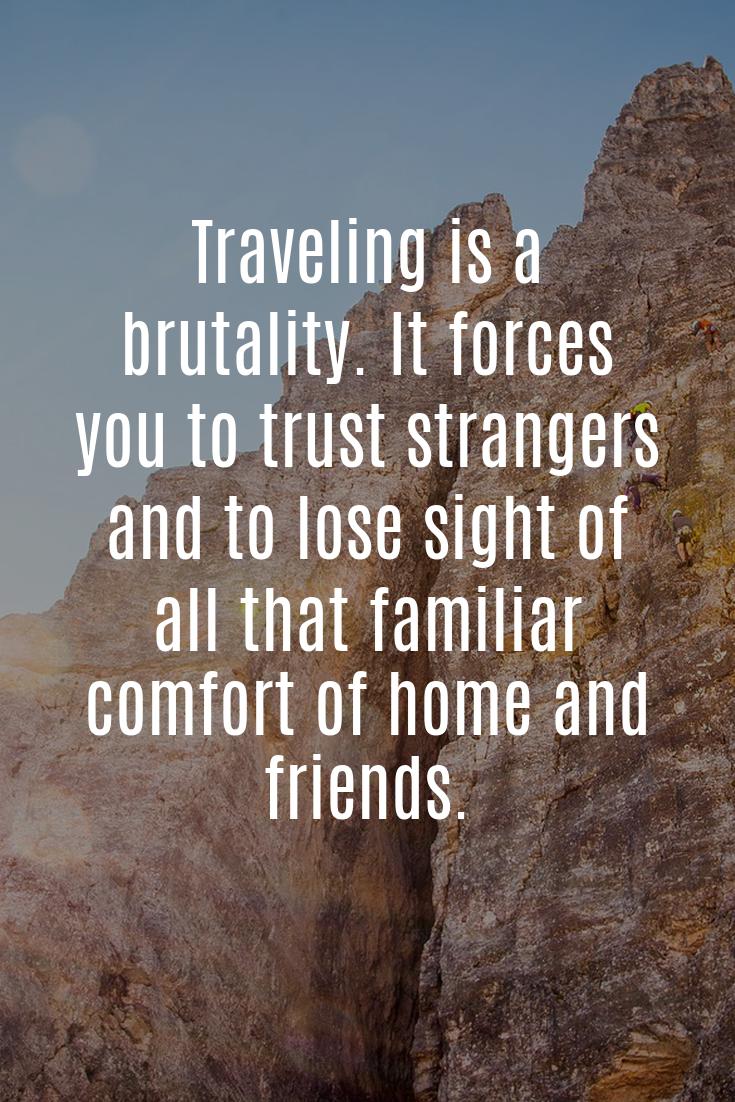 Traveling is a
brutality. It forces
you to trust strangers
and to lose sight of
all that familiar
comfort of home and
friends.